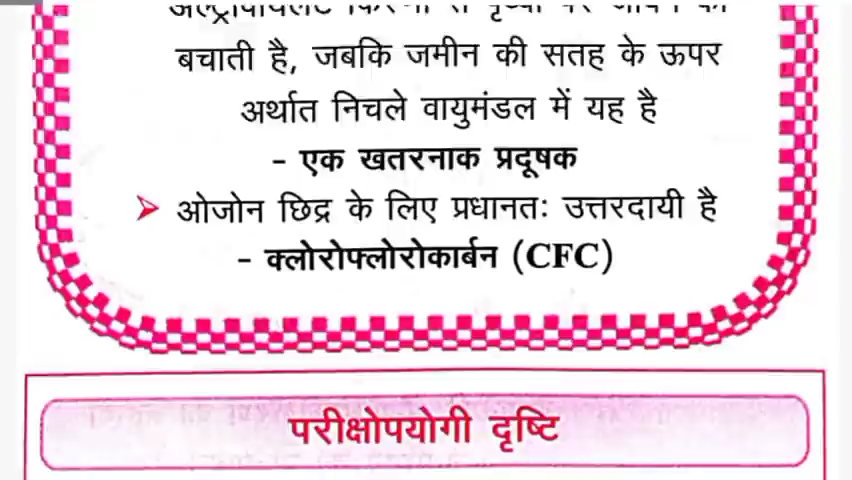 बचाती है, जबकि जमीन की सतह के ऊपर
अर्थात निचले वायुमंडल में यह है
– एक खतरनाक प्रदूषक
➢ ओजोन छिद्र के लिए प्रधानतः उत्तरदायी है
– क्लोरोफ्लोरोकार्बन (CFC)
परीक्षोपयोगी दृष्टि